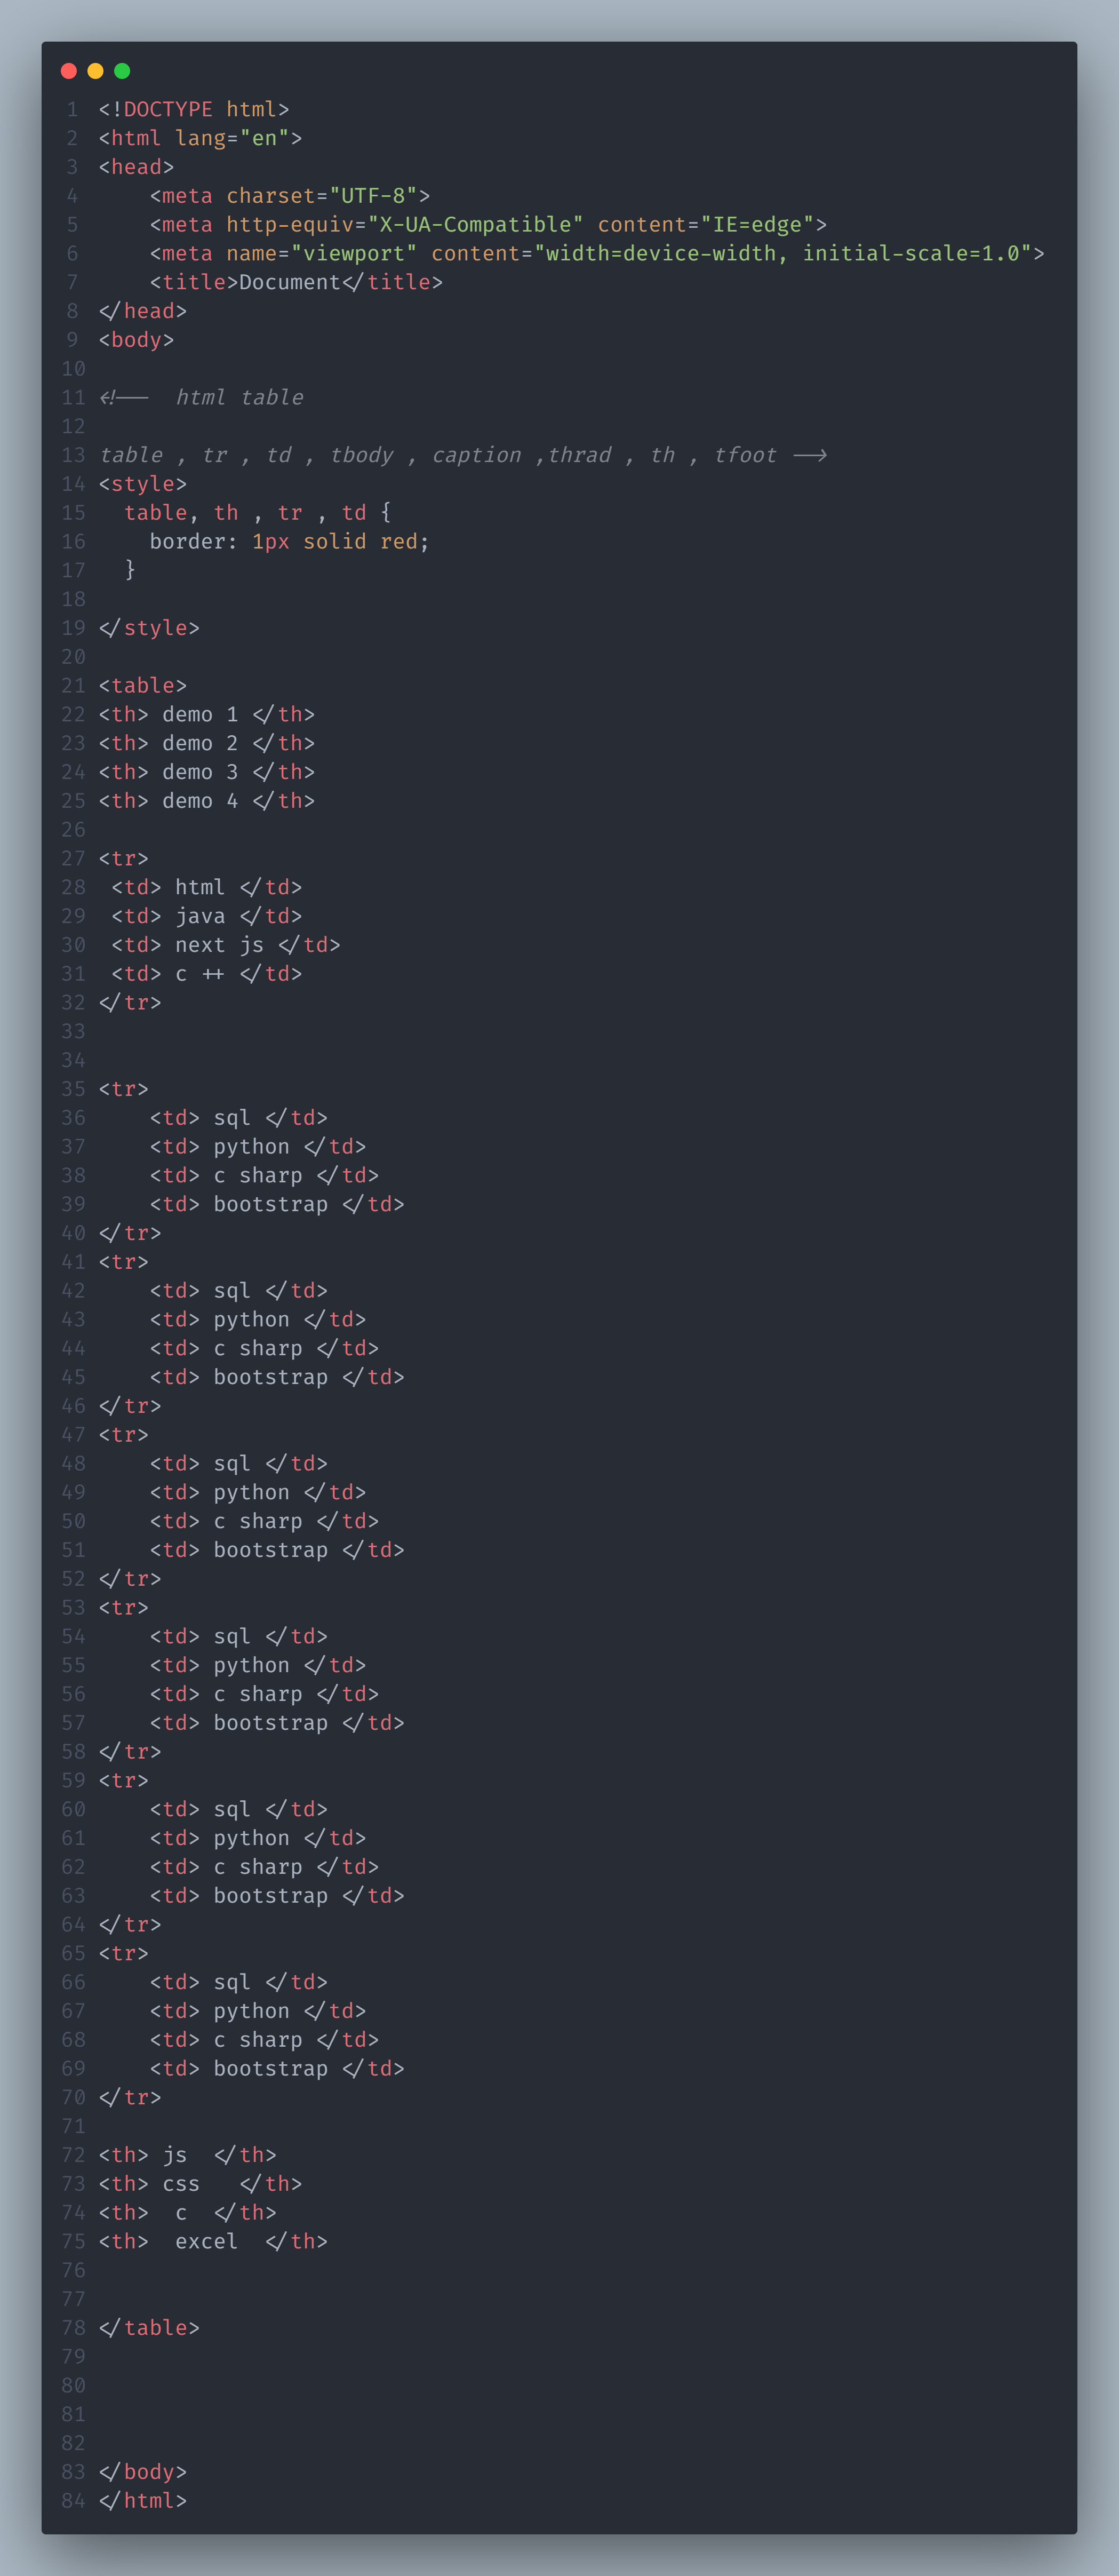 1 <!DOCTYPE html>
2 <html lang="en">
3 <head>
4     <meta charset="UTF-8">
5     <meta http-equiv="X-UA-Compatible" content="IE=edge">
6     <meta name="viewport" content="width=device-width, initial-scale=1.0">
7     <title>Document</title>
8 </head>
9 <body>
10
11 <!--  html table
12
13 table , tr , td , tbody , caption ,thrad , th , tfoot -->
14 <style>
15   table, th , tr , td {
16     border: 1px solid red;
17   }
18
19 </style>
20
21 <table>
22 <th> demo 1 </th>
23 <th> demo 2 </th>
24 <th> demo 3 </th>
25 <th> demo 4 </th>
26
27 <tr>
28  <td> html </td>
29  <td> java </td>
30  <td> next js </td>
31  <td> c ++ </td>
32 </tr>
33
34
35 <tr>
36     <td> sql </td>
37     <td> python </td>
38     <td> c sharp </td>
39     <td> bootstrap </td>
40 </tr>
41 <tr>
42     <td> sql </td>
43     <td> python </td>
44     <td> c sharp </td>
45     <td> bootstrap </td>
46 </tr>
47 <tr>
48     <td> sql </td>
49     <td> python </td>
50     <td> c sharp </td>
51     <td> bootstrap </td>
52 </tr>
53 <tr>
54     <td> sql </td>
55     <td> python </td>
56     <td> c sharp </td>
57     <td> bootstrap </td>
58 </tr>
59 <tr>
60     <td> sql </td>
61     <td> python </td>
62     <td> c sharp </td>
63     <td> bootstrap </td>
64 </tr>
65 <tr>
66     <td> sql </td>
67     <td> python </td>
68     <td> c sharp </td>
69     <td> bootstrap </td>
70 </tr>
71
72 <th> js  </th>
73 <th> css   </th>
74 <th>  c  </th>
75 <th>  excel  </th>
76
77
78 </table>
79
80
81
82
83 </body>
84 </html>